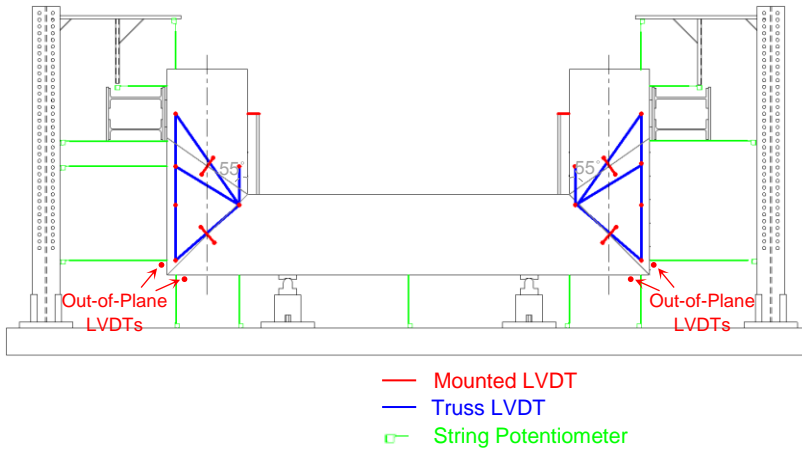 55°
55°
Out-of-Plane
LVDTs
Out-of-Plane
LVDTs
Mounted LVDT
Truss LVDT
String Potentiometer